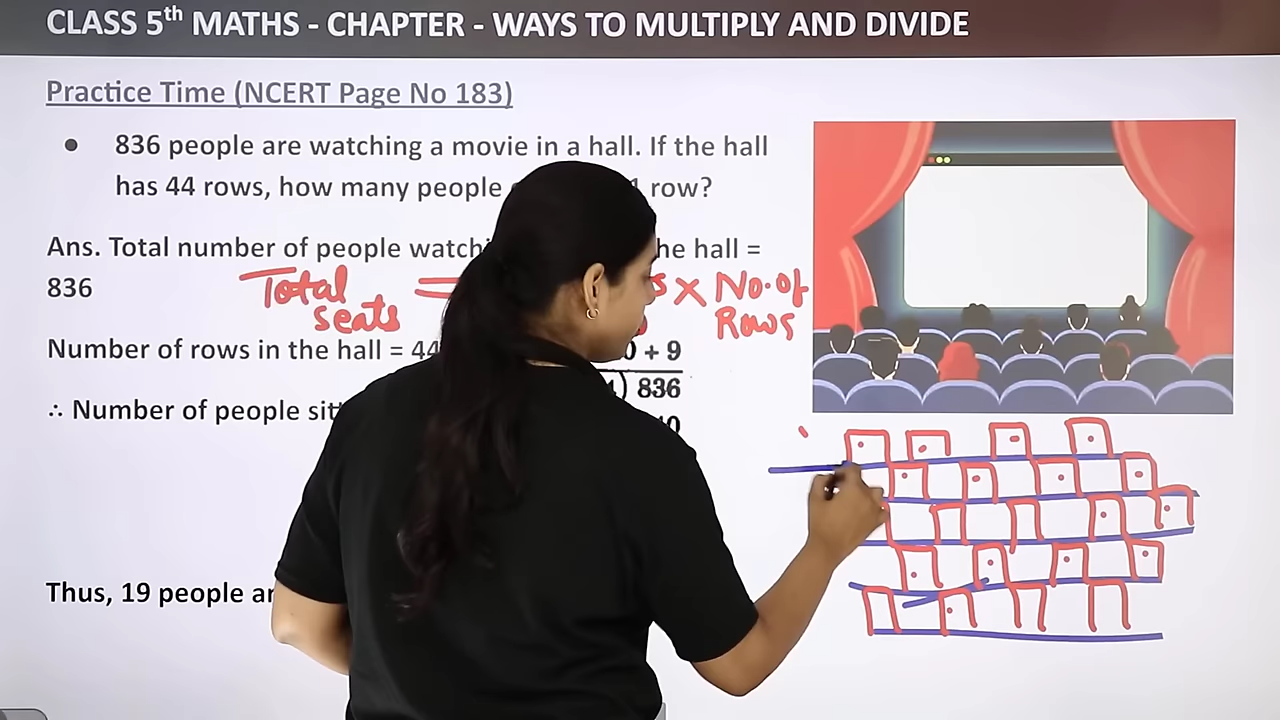 CLASS 5th MATHS - CHAPTER - WAYS TO MULTIPLY AND DIVIDE
Practice Time (NCERT Page No 183)
836 people are watching a movie in a hall. If the hall
has 44 rows, how many people row?
Ans. Total number of people he hall =
836
Total seats = × No. of Rows
Number of rows in the hall = 44
+ 9
) 836
∴ Number of people
Thus, 19 people